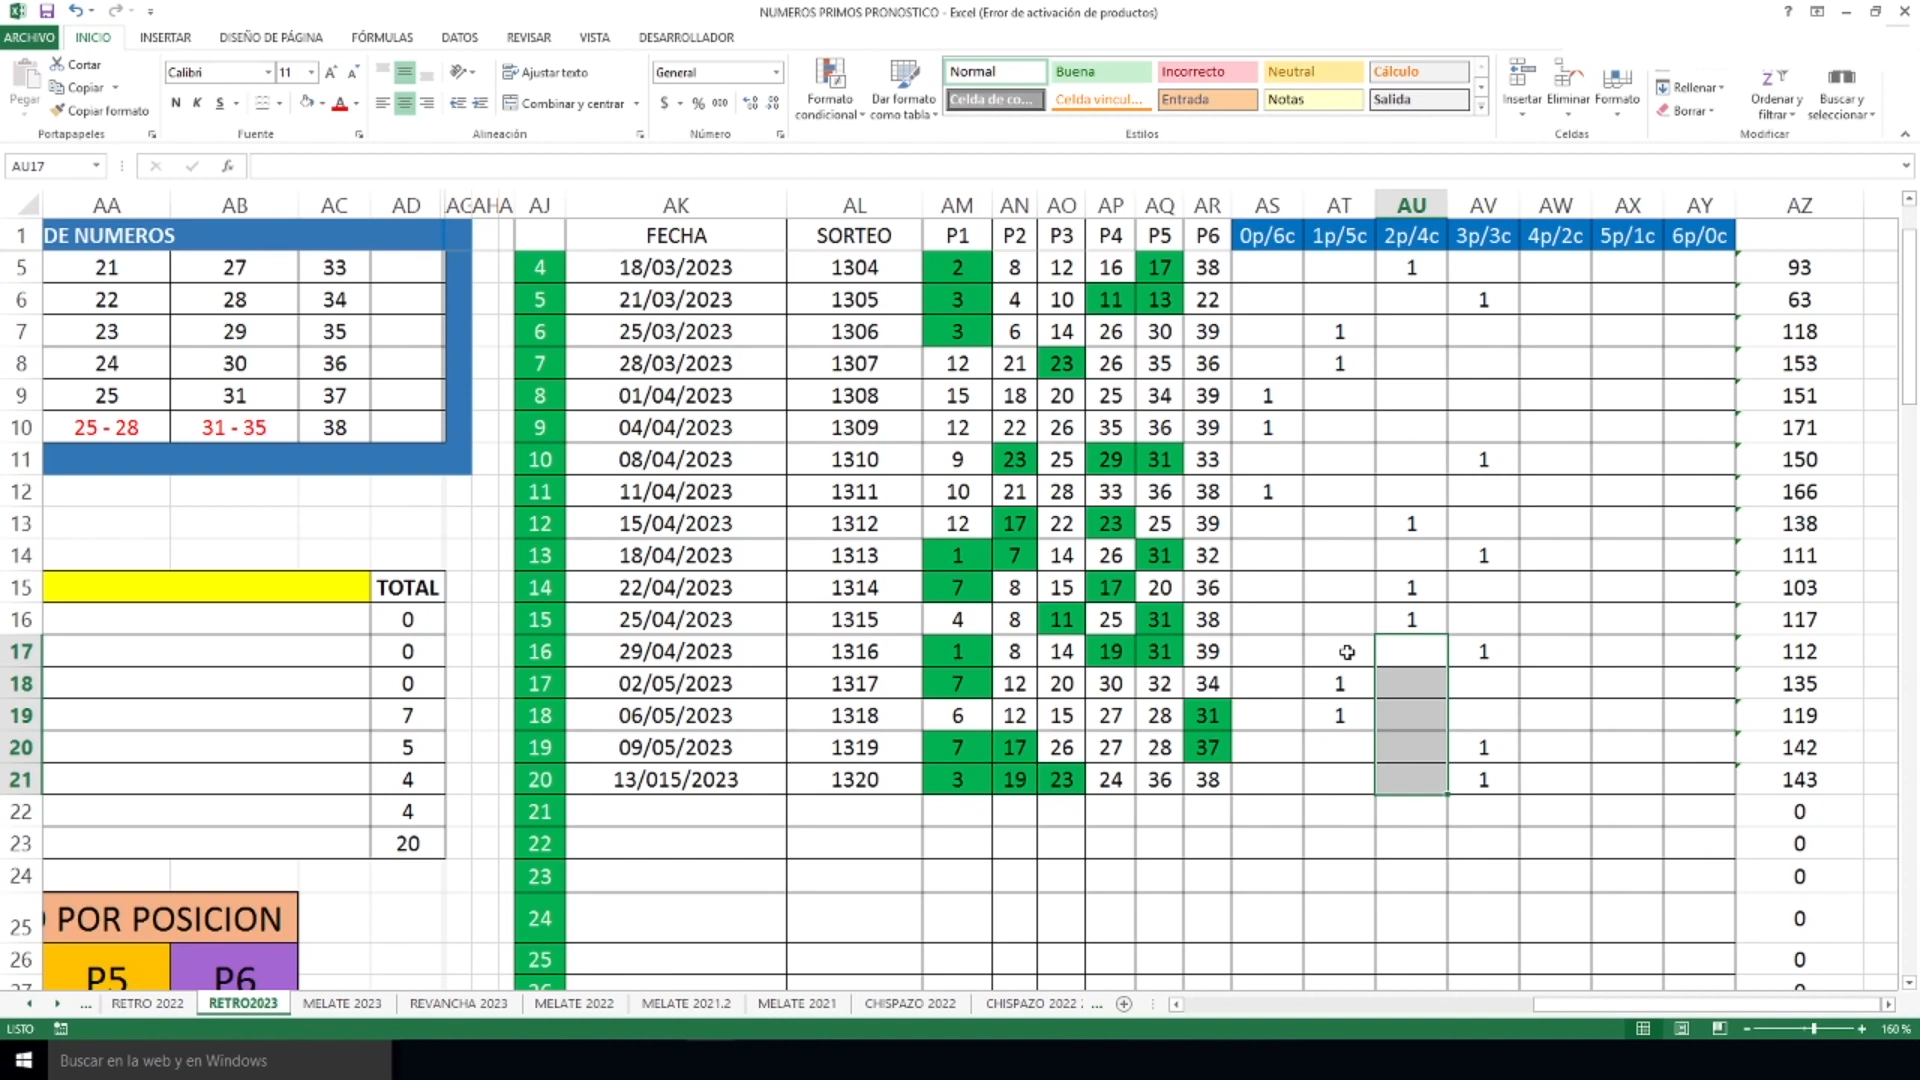 NUMEROS PRIMOS PRONOSTICO - Excel (Error de activación de productos)
ARCHIVO INICIO INSERTAR DISEÑO DE PÁGINA FÓRMULAS DATOS REVISAR VISTA DESARROLLADOR
Pegar
Cortar
Copiar
Copiar formato
Portapapeles
Calibri 11
N K S
Fuente
Ajustar texto
Combinar y centrar
Alineación
General
$ % 000
Número
Formato condicional
Dar formato como tabla
Normal Buena Incorrecto Neutral Cálculo
Celda de co... Celda vincul... Entrada Notas Salida
Estilos
Insertar Eliminar Formato
Celdas
Rellenar
Borrar
Ordenar y filtrar
Buscar y seleccionar
Modificar
AU17 fx
AA AB AC AD AG AH A AJ AK AL AM AN AO AP AQ AR AS AT AU AV AW AX AY AZ
1 DE NUMEROS FECHA SORTEO P1 P2 P3 P4 P5 P6 0p/6c 1p/5c 2p/4c 3p/3c 4p/2c 5p/1c 6p/0c
5 21 27 33 4 18/03/2023 1304 2 8 12 16 17 38 1 93
6 22 28 34 5 21/03/2023 1305 3 4 10 11 13 22 1 63
7 23 29 35 6 25/03/2023 1306 3 6 14 26 30 39 1 118
8 24 30 36 7 28/03/2023 1307 12 21 23 26 35 36 1 153
9 25 31 37 8 01/04/2023 1308 15 18 20 25 34 39 1 151
10 25 - 28 31 - 35 38 9 04/04/2023 1309 12 22 26 35 36 39 1 171
11 10 08/04/2023 1310 9 23 25 29 31 33 1 150
12 11 11/04/2023 1311 10 21 28 33 36 38 1 166
13 12 15/04/2023 1312 12 17 22 23 25 39 1 138
14 13 18/04/2023 1313 1 7 14 26 31 32 1 111
15 TOTAL 14 22/04/2023 1314 7 8 15 17 20 36 1 103
16 0 15 25/04/2023 1315 4 8 11 25 31 38 1 117
17 0 16 29/04/2023 1316 1 8 14 19 31 39 1 112
18 0 17 02/05/2023 1317 7 12 20 30 32 34 1 135
19 7 18 06/05/2023 1318 6 12 15 27 28 31 1 119
20 5 19 09/05/2023 1319 7 17 26 27 28 37 1 142
21 4 20 13/015/2023 1320 3 19 23 24 36 38 1 143
22 4 21 0
23 20 22 0
24 23 0
25 POR POSICION 24 0
26 P5 P6 25 0
... RETRO 2022 RETRO2023 MELATE 2023 REVANCHA 2023 MELATE 2022 MELATE 2021.2 MELATE 2021 CHISPAZO 2022 CHISPAZO 2022 ...
LISTO 160 %
Buscar en la web y en Windows